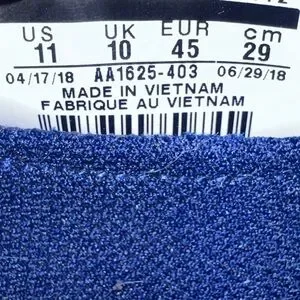 US UK EUR cm
11 10 45 29
04/17/18 AA1625-403 06/29/18
MADE IN VIETNAM
FABRIQUE AU VIETNAM